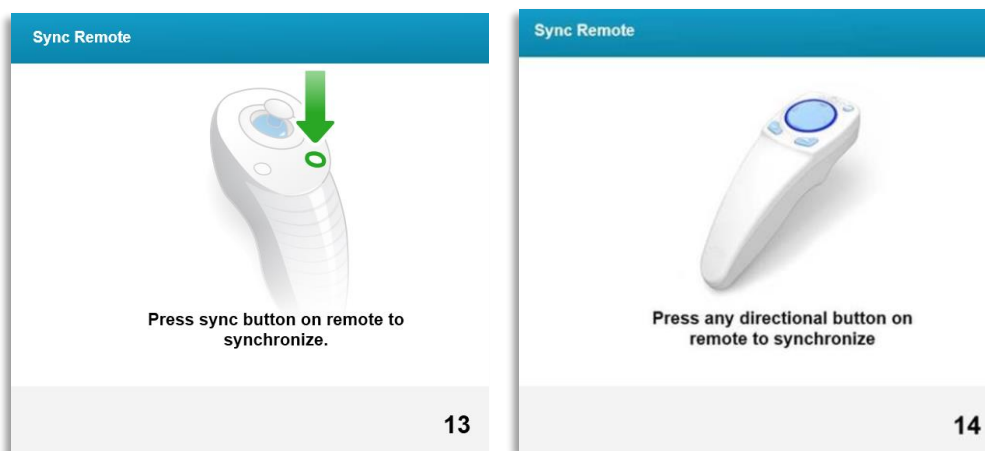 Sync Remote
Press sync button on remote to
synchronize.
13
Sync Remote
Press any directional button on
remote to synchronize
14